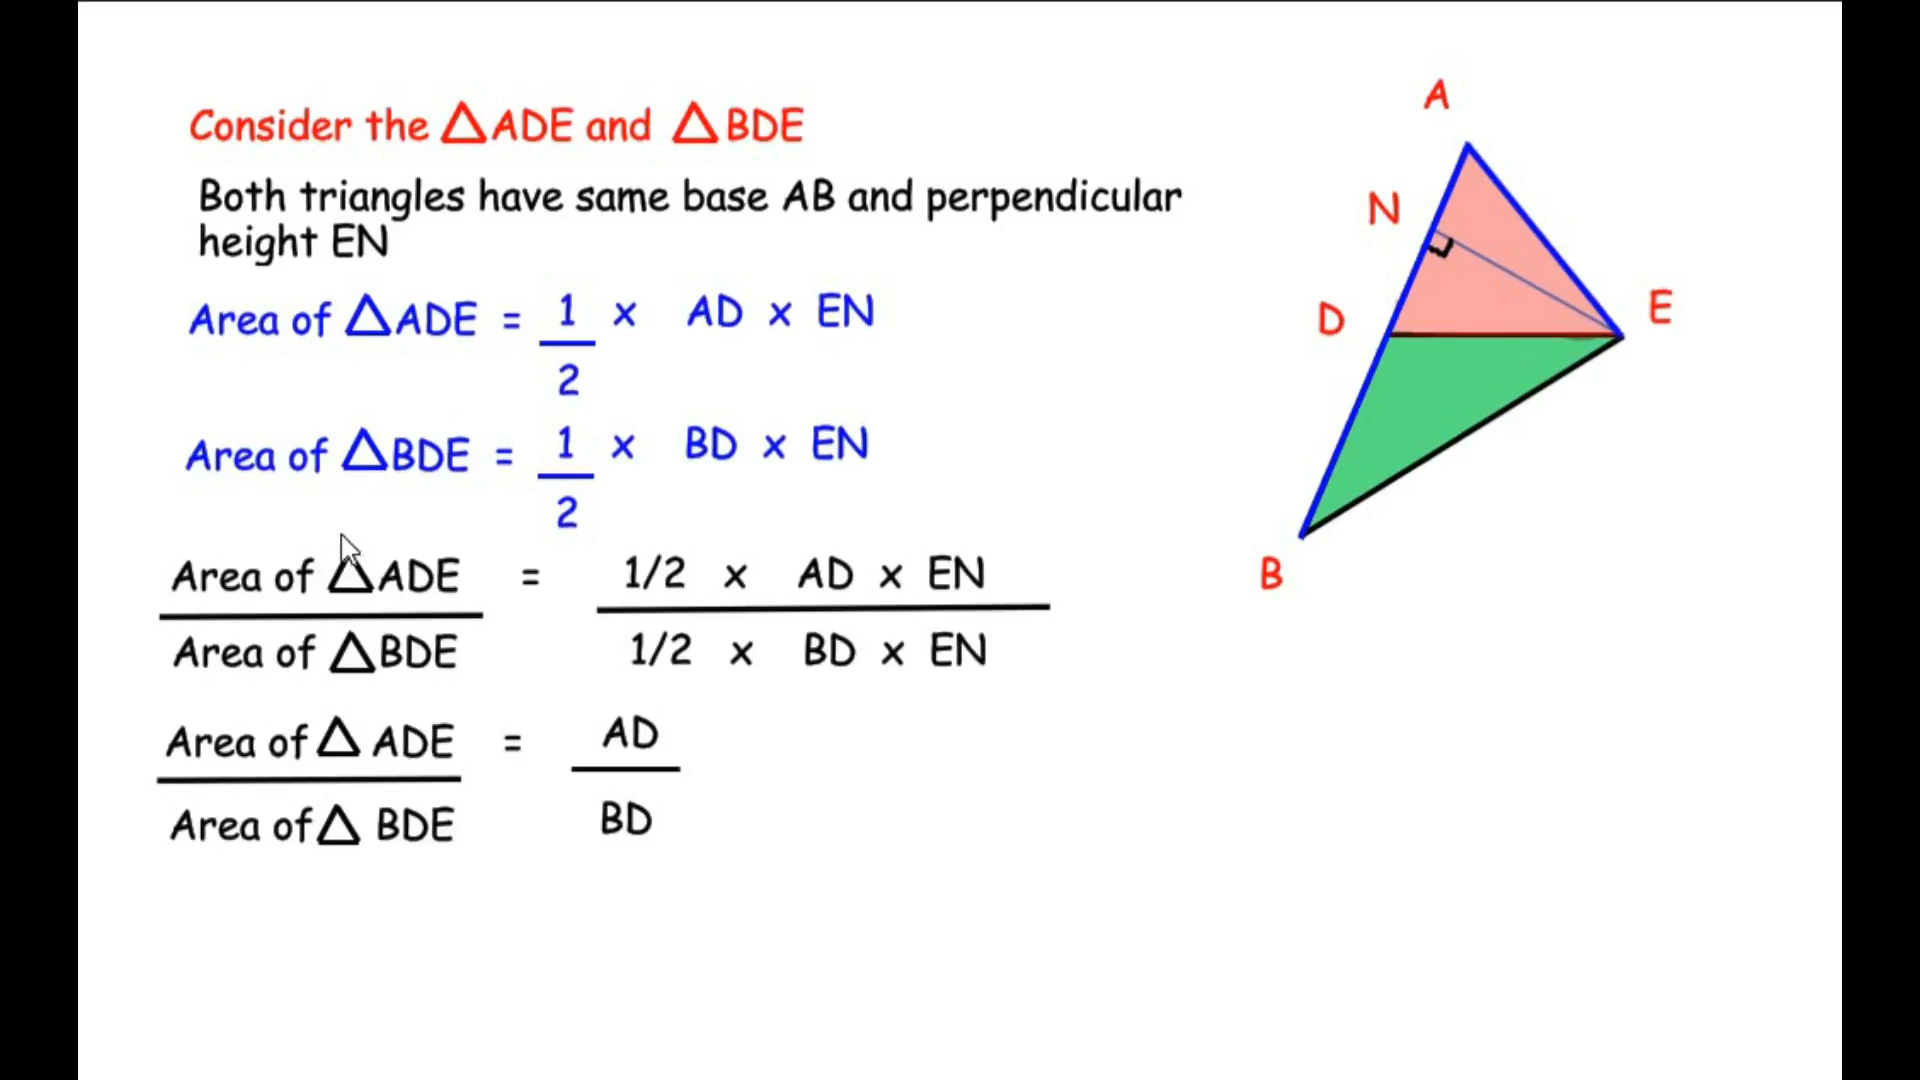 Consider the △ADE and △BDE
Both triangles have same base AB and perpendicular
height EN
Area of △ADE = 1/2 x AD x EN
Area of △BDE = 1/2 x BD x EN
Area of △ADE = 1/2 x AD x EN
Area of △BDE 1/2 x BD x EN
Area of △ ADE = AD
Area of △ BDE BD
A
N
D
E
B